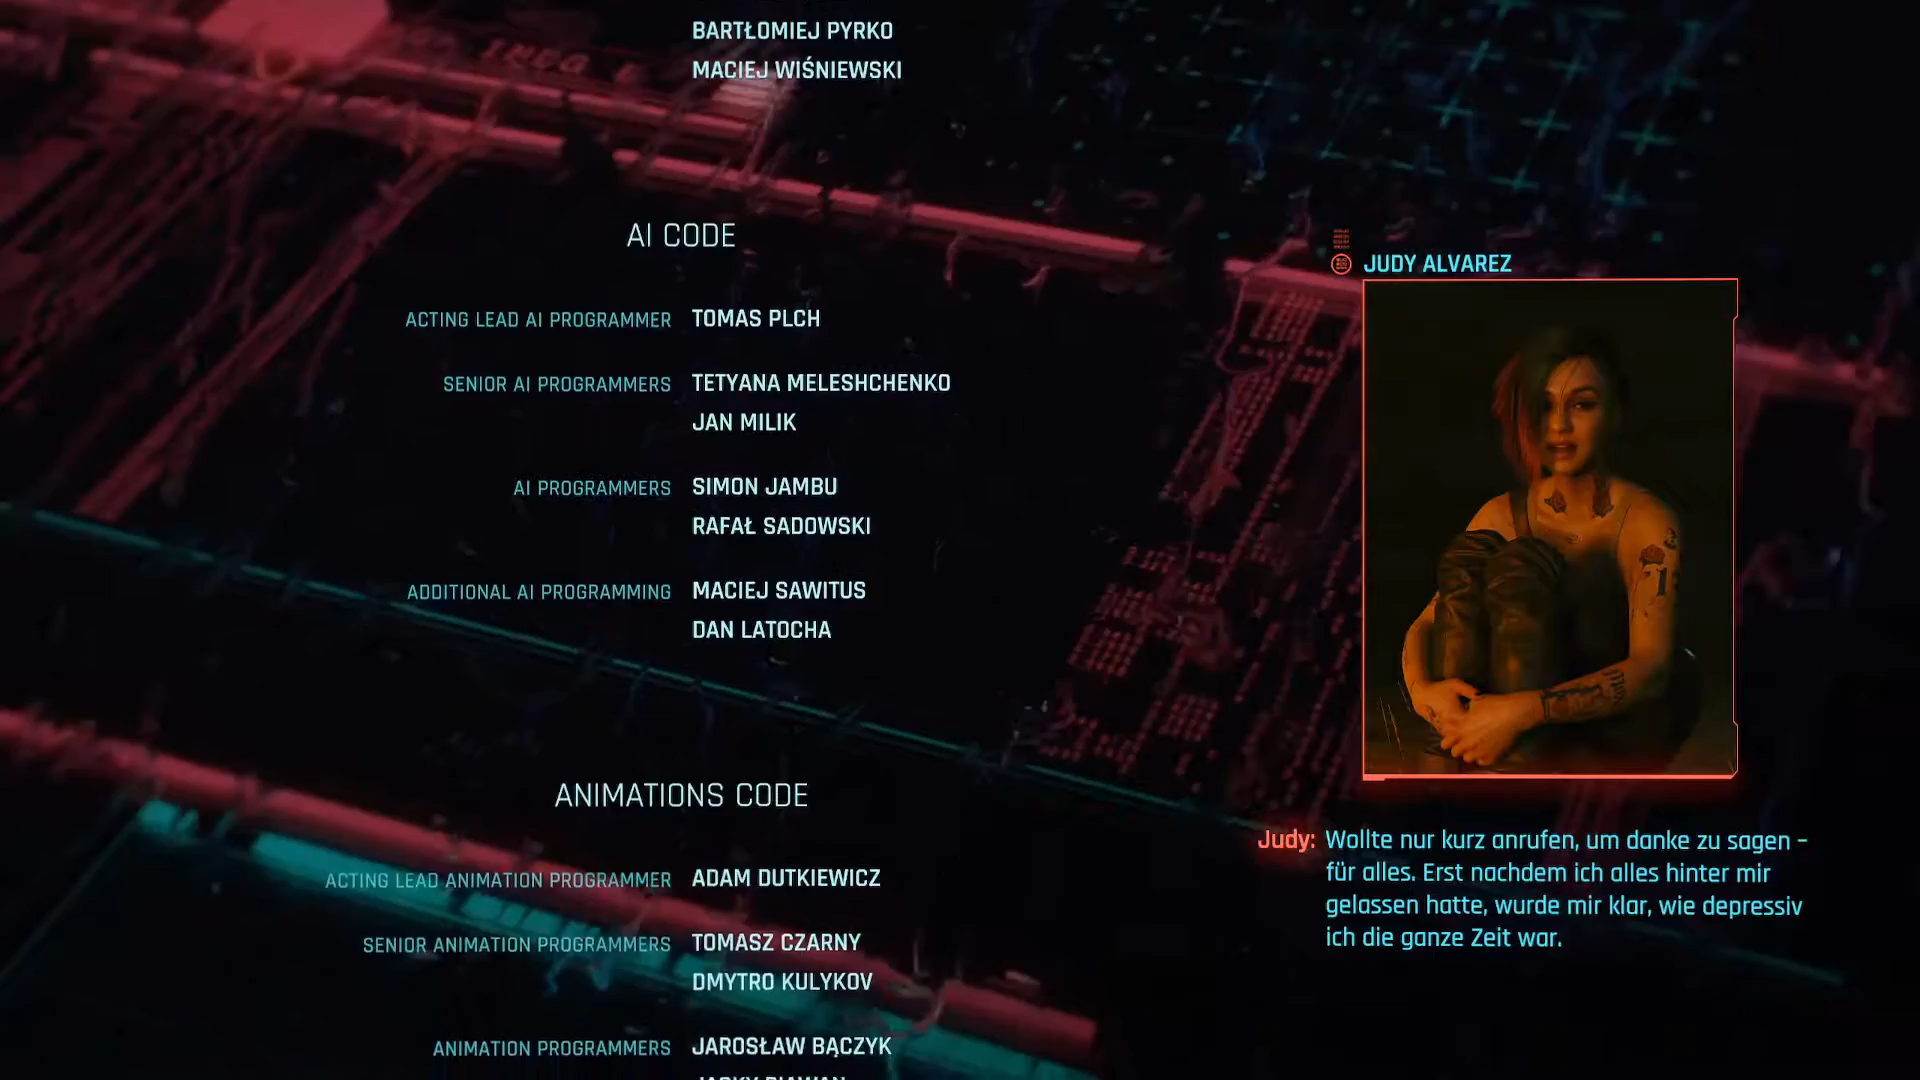 BARTŁOMIEJ PYRKO
MACIEJ WIŚNIEWSKI
AI CODE
ACTING LEAD AI PROGRAMMER TOMAS PLCH
SENIOR AI PROGRAMMERS TETYANA MELESHCHENKO
JAN MILIK
AI PROGRAMMERS SIMON JAMBU
RAFAŁ SADOWSKI
ADDITIONAL AI PROGRAMMING MACIEJ SAWITUS
DAN LATOCHA
ANIMATIONS CODE
ACTING LEAD ANIMATION PROGRAMMER ADAM DUTKIEWICZ
SENIOR ANIMATION PROGRAMMERS TOMASZ CZARNY
DMYTRO KULYKOV
ANIMATION PROGRAMMERS JAROSŁAW BĄCZYK
JUDY ALVAREZ
Judy: Wollte nur kurz anrufen, um danke zu sagen –
für alles. Erst nachdem ich alles hinter mir
gelassen hatte, wurde mir klar, wie depressiv
ich die ganze Zeit war.